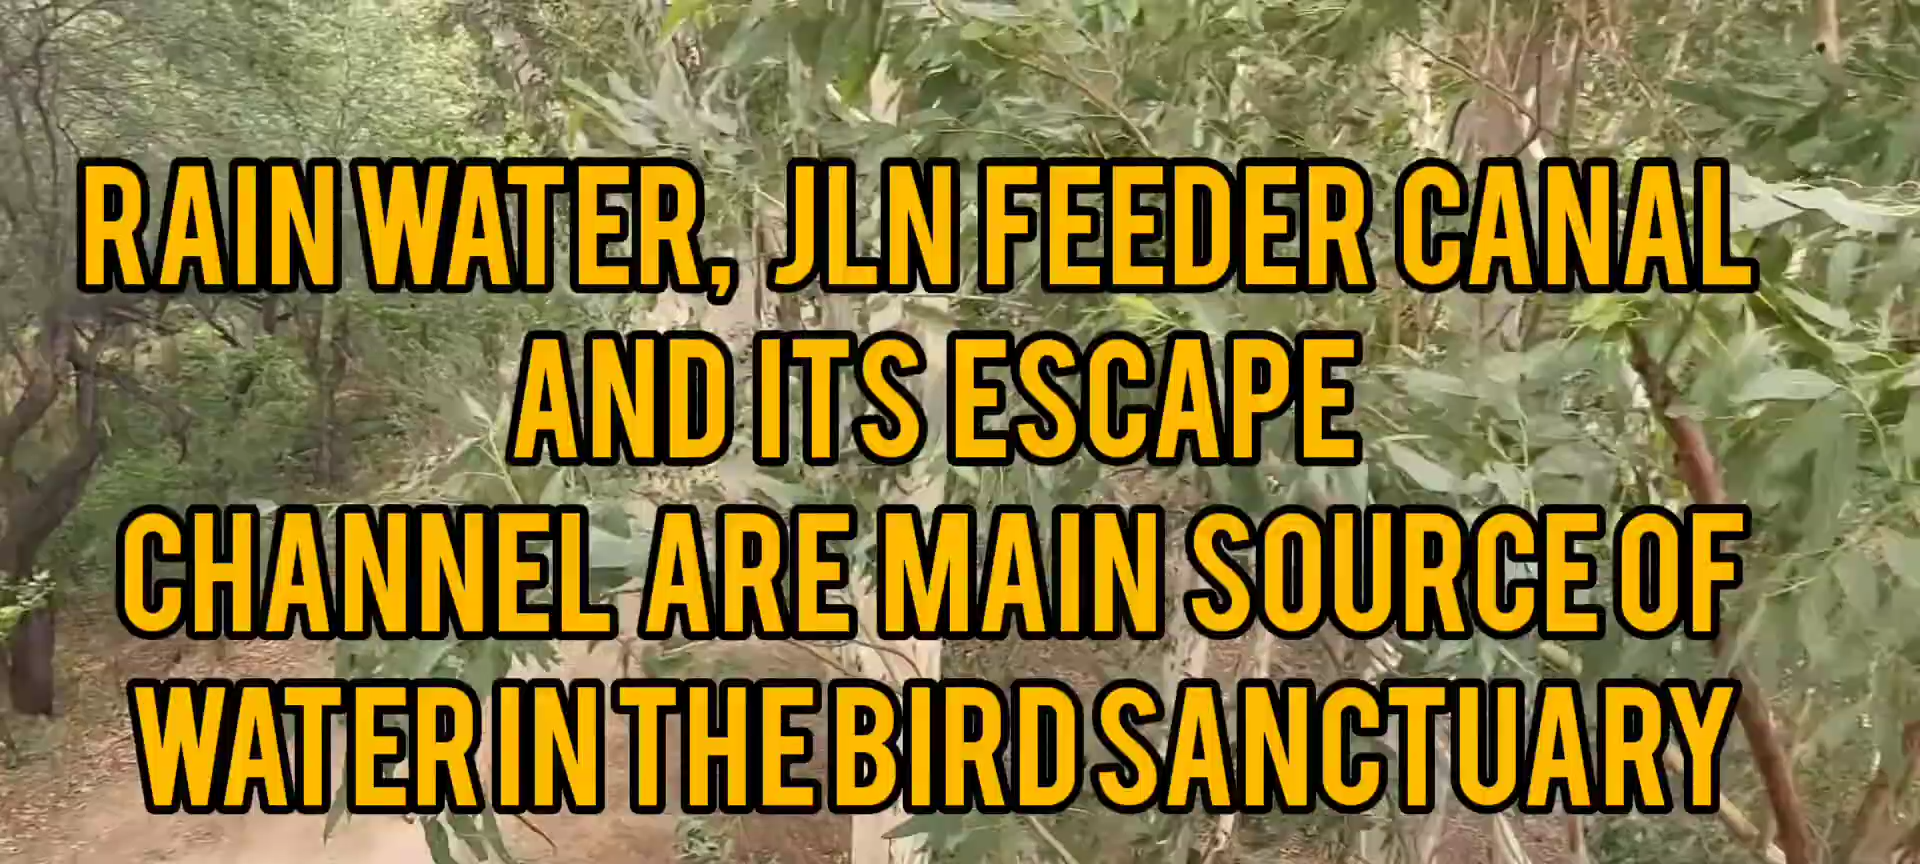 RAIN WATER, JLN FEEDER CANAL
AND ITS ESCAPE
CHANNEL ARE MAIN SOURCE OF
WATER IN THE BIRD SANCTUARY